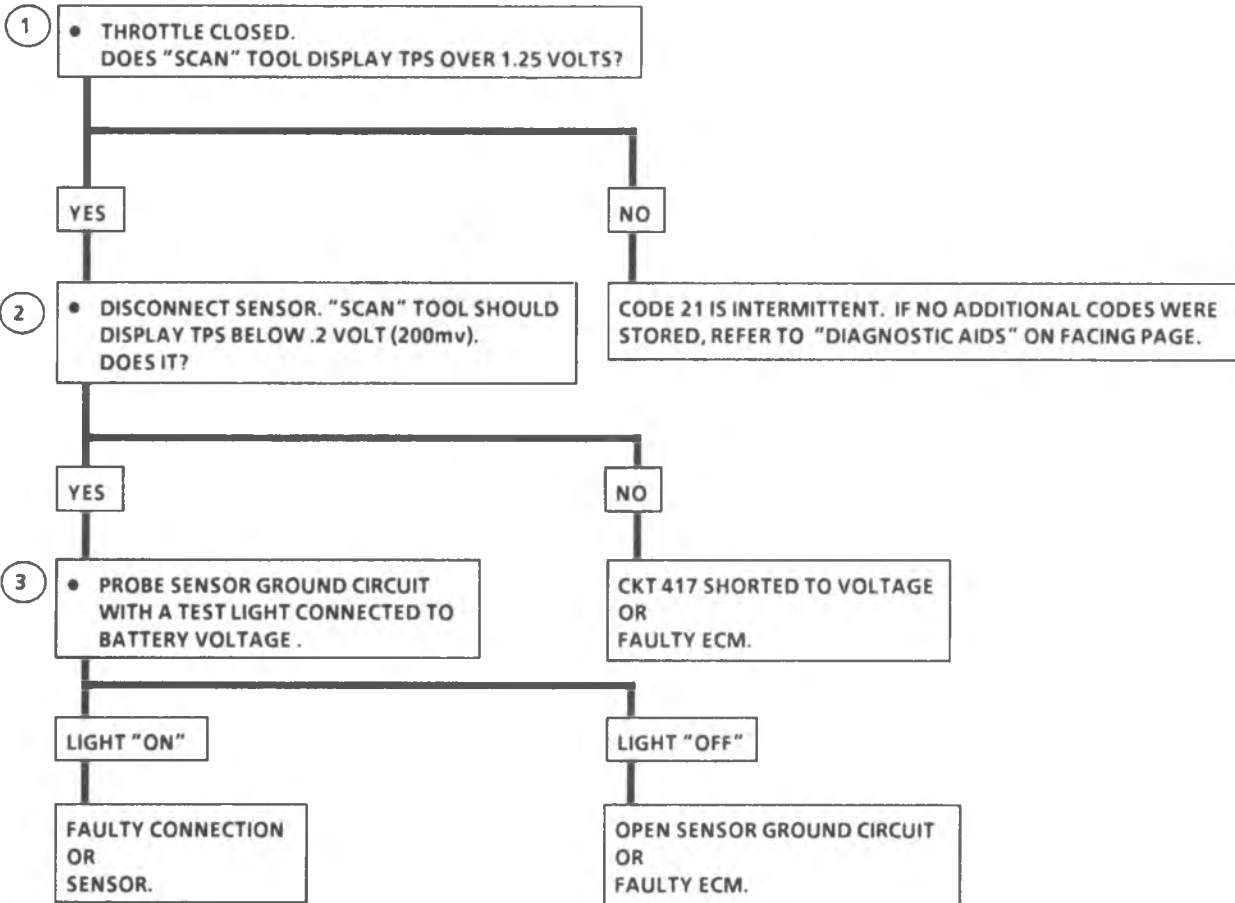 1
• THROTTLE CLOSED.
DOES "SCAN" TOOL DISPLAY TPS OVER 1.25 VOLTS?
YES
NO
2
• DISCONNECT SENSOR. "SCAN" TOOL SHOULD
DISPLAY TPS BELOW .2 VOLT (200mv).
DOES IT?
CODE 21 IS INTERMITTENT. IF NO ADDITIONAL CODES WERE
STORED, REFER TO "DIAGNOSTIC AIDS" ON FACING PAGE.
YES
NO
3
• PROBE SENSOR GROUND CIRCUIT
WITH A TEST LIGHT CONNECTED TO
BATTERY VOLTAGE .
CKT 417 SHORTED TO VOLTAGE
OR
FAULTY ECM.
LIGHT "ON"
LIGHT "OFF"
FAULTY CONNECTION
OR
SENSOR.
OPEN SENSOR GROUND CIRCUIT
OR
FAULTY ECM.